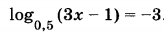 log₀,₅ (3x − 1) = −3.